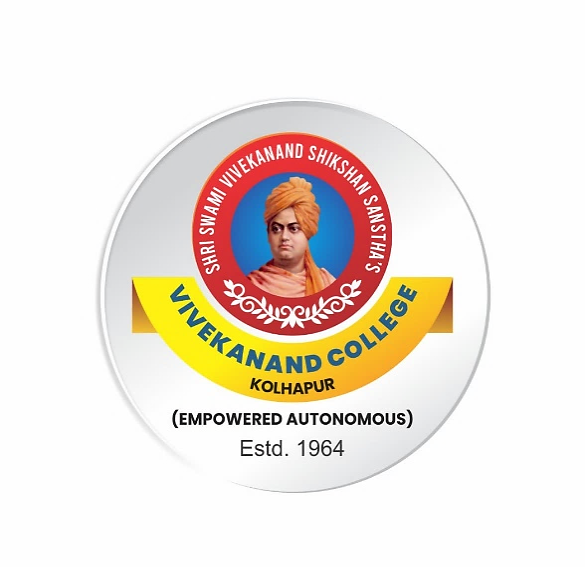 SHRI SWAMI VIVEKANAND SHIKSHAN SANSTHA'S
VIVEKANAND COLLEGE
KOLHAPUR
(EMPOWERED AUTONOMOUS)
Estd. 1964